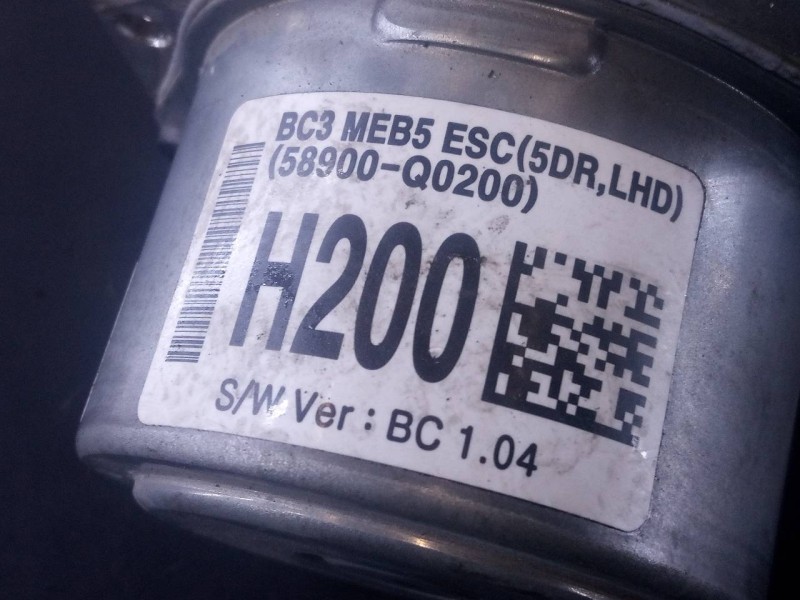 BC3 MEB5 ESC(5DR,LHD)
(58900-Q0200)
H200
S/W Ver : BC 1.04